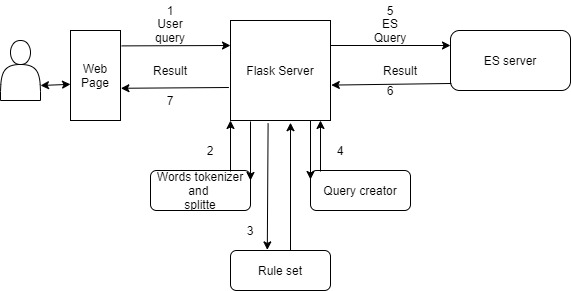 1
User
query
Web
Page
Result
7
Flask Server
5
ES
Query
Result
6
ES server
2
Words tokenizer
and
splitte
4
Query creator
3
Rule set